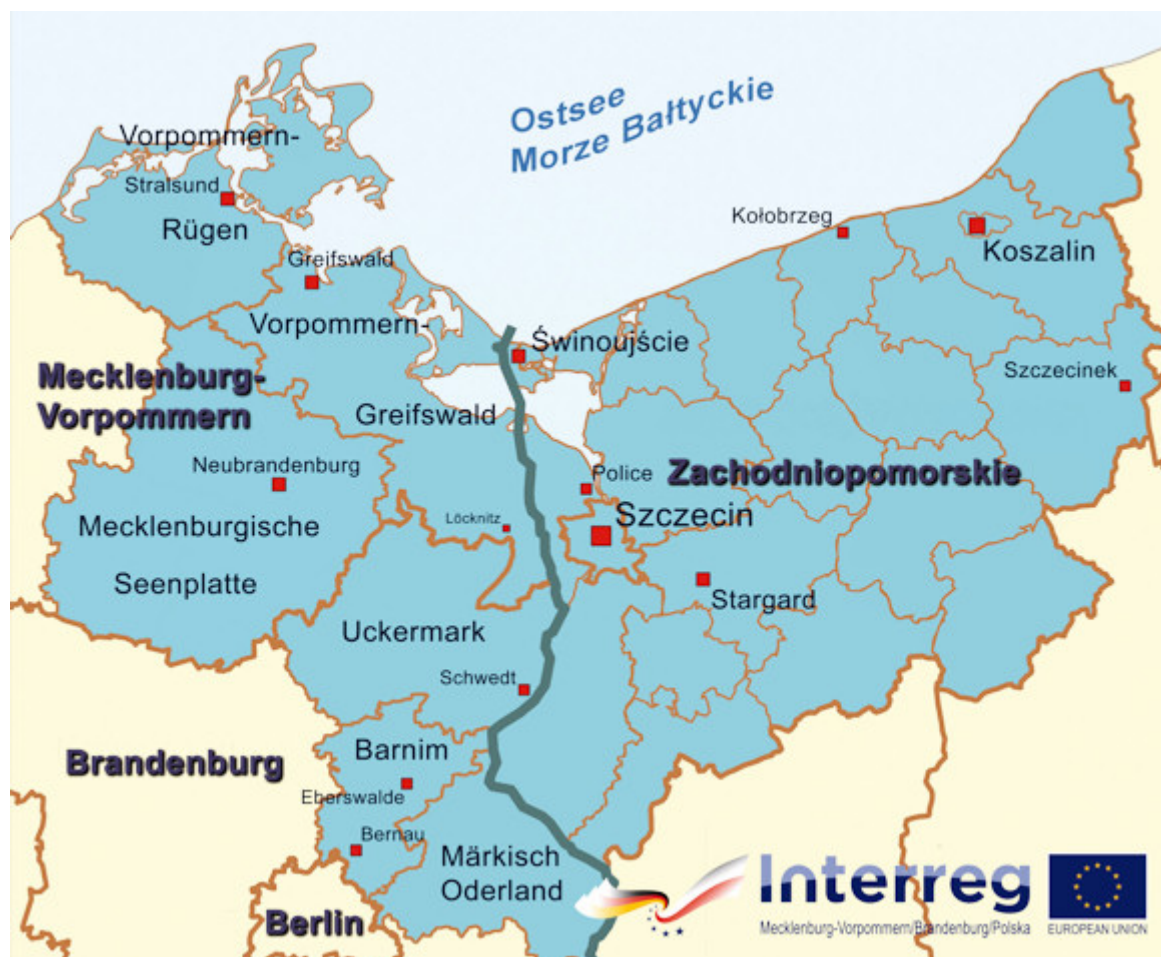 Ostsee
Morze Bałtyckie
Vorpommern-
Stralsund
Rügen
Kołobrzeg
Koszalin
Greifswald
Vorpommern-
Świnoujście
Mecklenburg-
Vorpommern
Szczecinek
Greifswald
Neubrandenburg
Police
Zachodniopomorskie
Mecklenburgische
Löcknitz
Szczecin
Seenplatte
Stargard
Uckermark
Schwedt
Brandenburg
Barnim
Eberswalde
Bernau
Märkisch
Oderland
Berlin
Interreg
Mecklenburg-Vorpommern/Brandenburg/Polska
EUROPEAN UNION